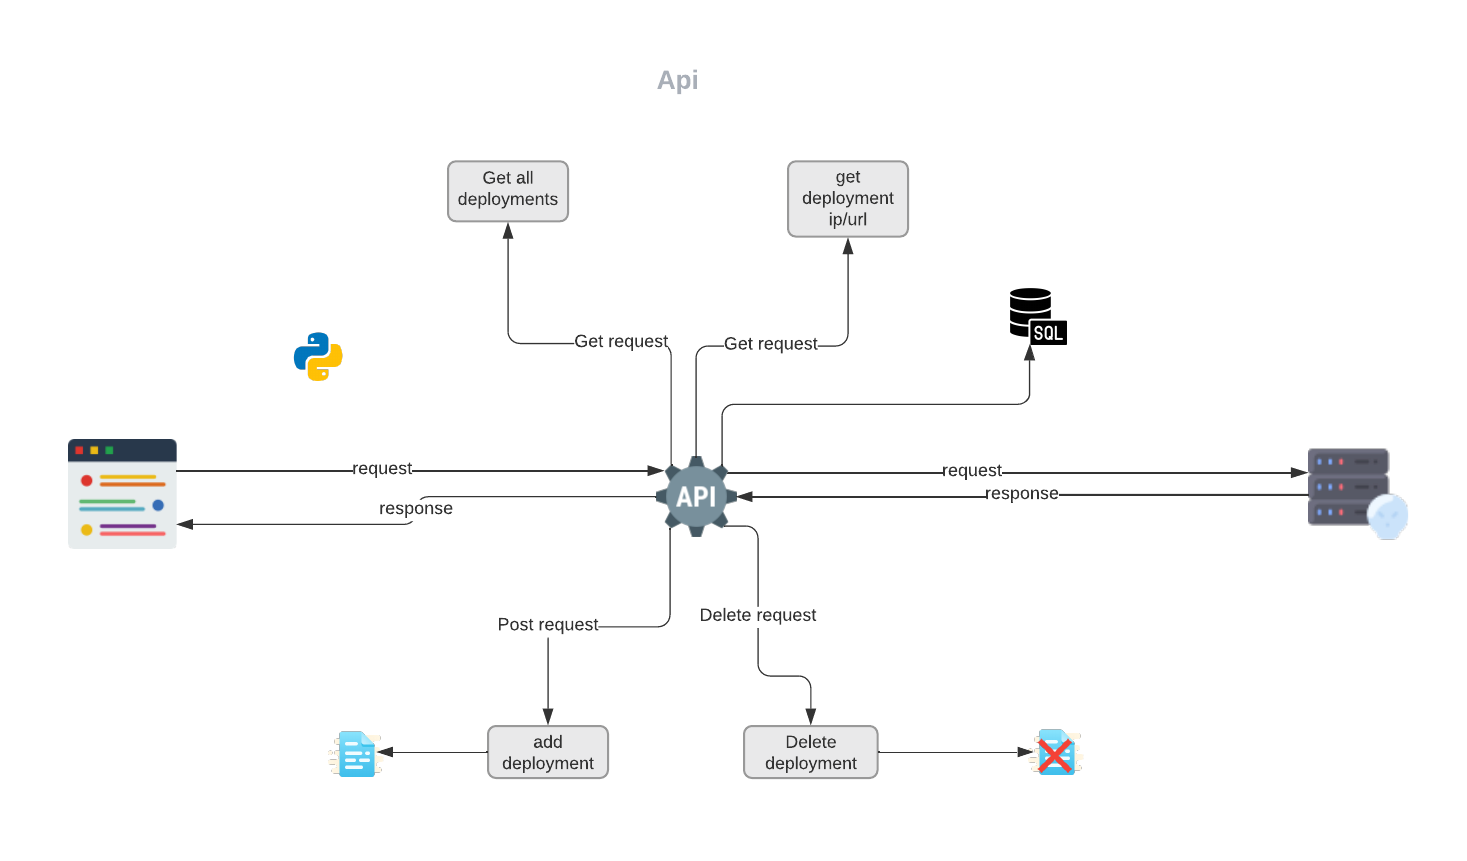 Api
Get all
deployments
get
deployment
ip/url
SQL
Get request
Get request
request
request
API
response
response
Post request
Delete request
add
deployment
Delete
deployment